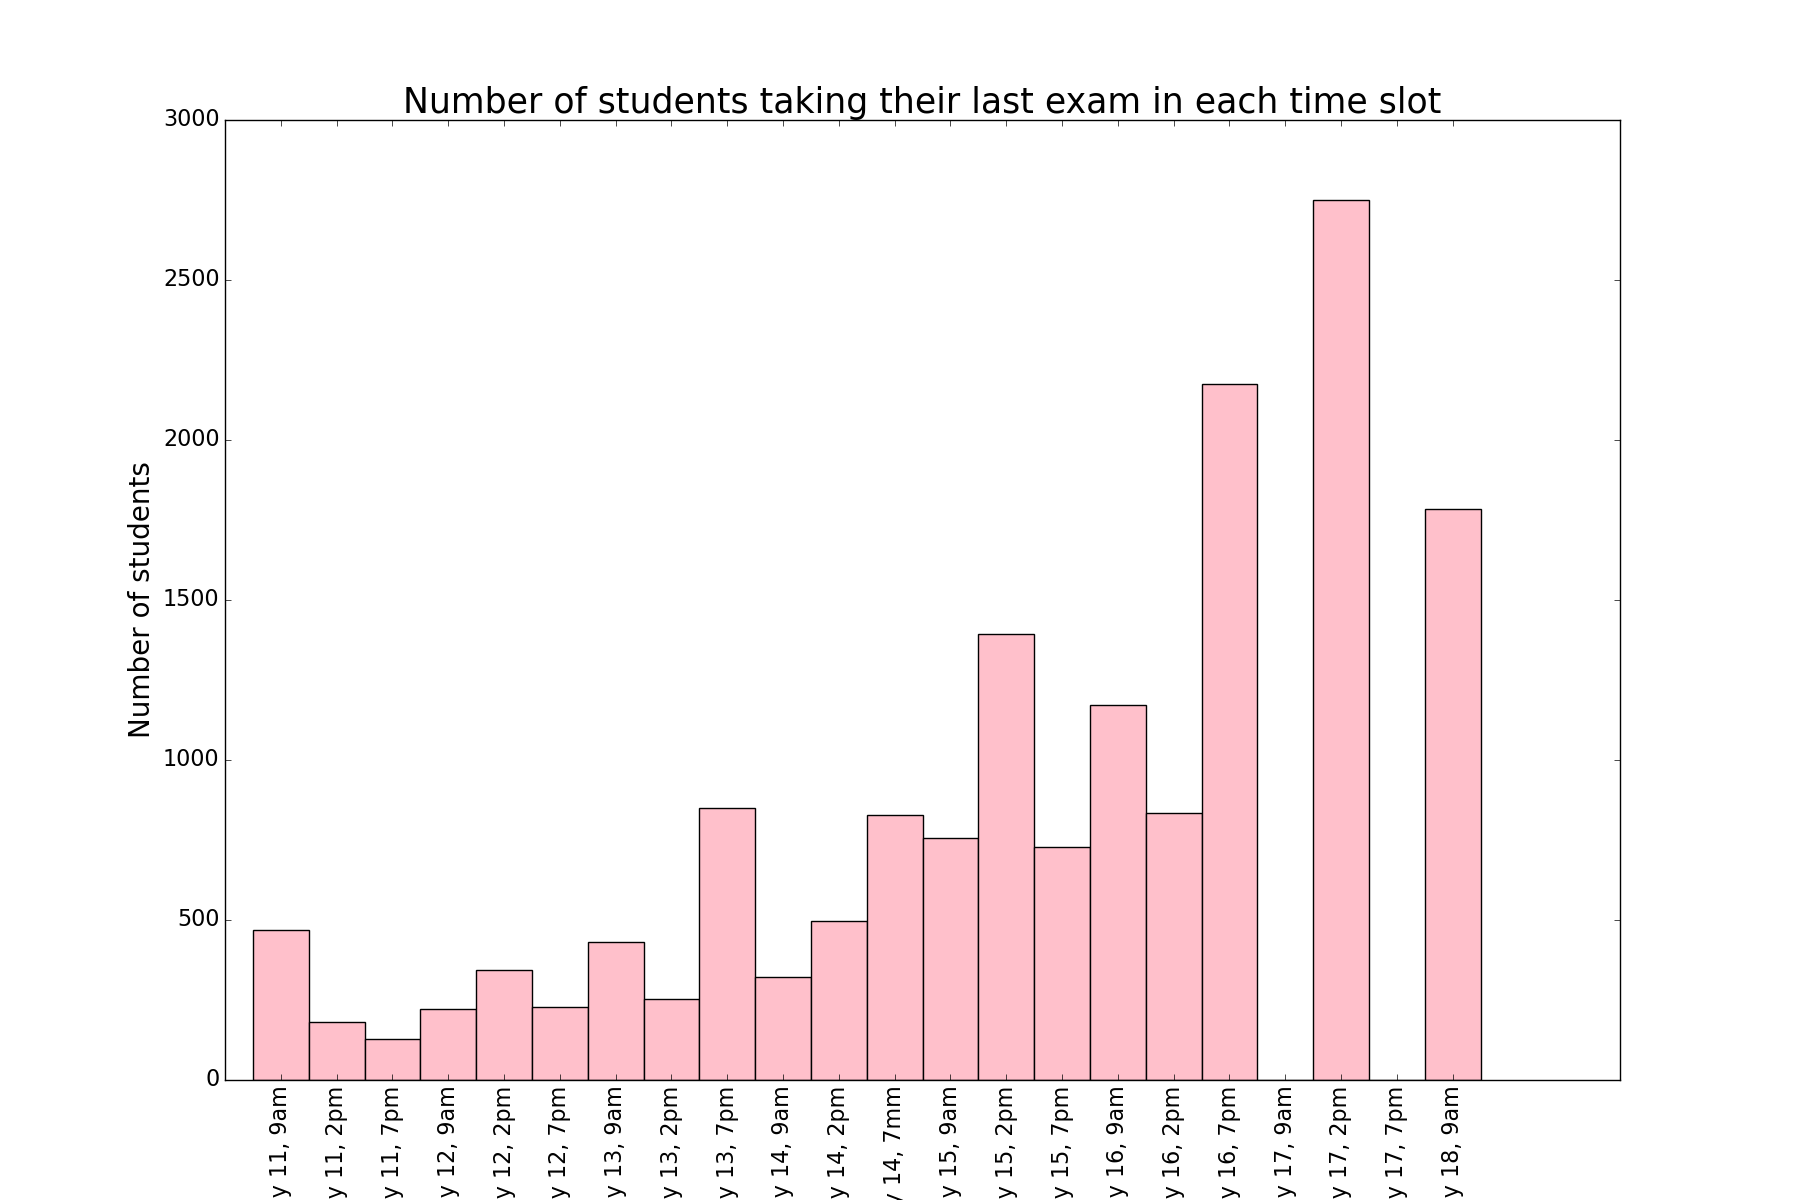 Number of students taking their last exam in each time slot
3000
2500
2000
1500
1000
500
0
Number of students
y 11, 9am
y 11, 2pm
y 11, 7pm
y 12, 9am
y 12, 2pm
y 12, 7pm
y 13, 9am
y 13, 2pm
y 13, 7pm
y 14, 9am
y 14, 2pm
y 14, 7mm
y 15, 9am
y 15, 2pm
y 15, 7pm
y 16, 9am
y 16, 2pm
y 16, 7pm
y 17, 9am
y 17, 2pm
y 17, 7pm
y 18, 9am